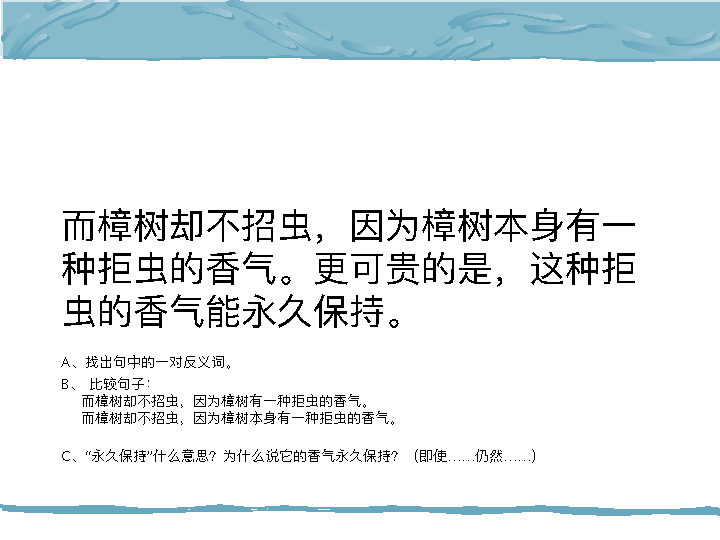 而樟树却不招虫，因为樟树本身有一
种拒虫的香气。更可贵的是，这种拒
虫的香气能永久保持。
A、找出句中的一对反义词。
B、 比较句子：
而樟树却不招虫，因为樟树有一种拒虫的香气。
而樟树却不招虫，因为樟树本身有一种拒虫的香气。
C、“永久保持”什么意思？为什么说它的香气永久保持？（即使……仍然……）